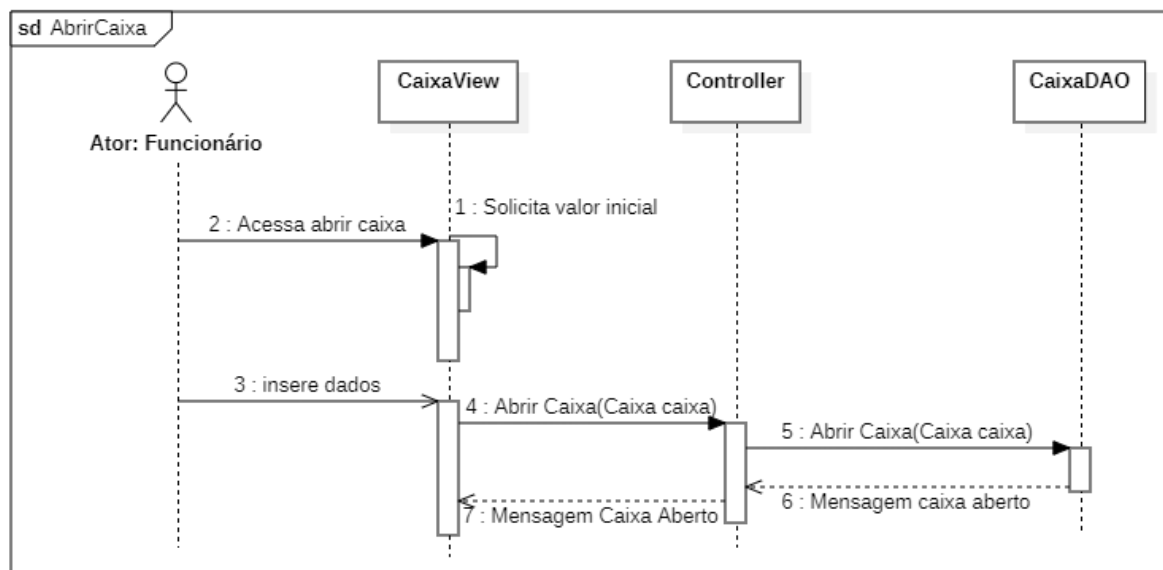 sd AbrirCaixa
CaixaView
Controller
CaixaDAO
Ator: Funcionário
1 : Solicita valor inicial
2 : Acessa abrir caixa
3 : insere dados
4 : Abrir Caixa(Caixa caixa)
5 : Abrir Caixa(Caixa caixa)
6 : Mensagem caixa aberto
7 : Mensagem Caixa Aberto